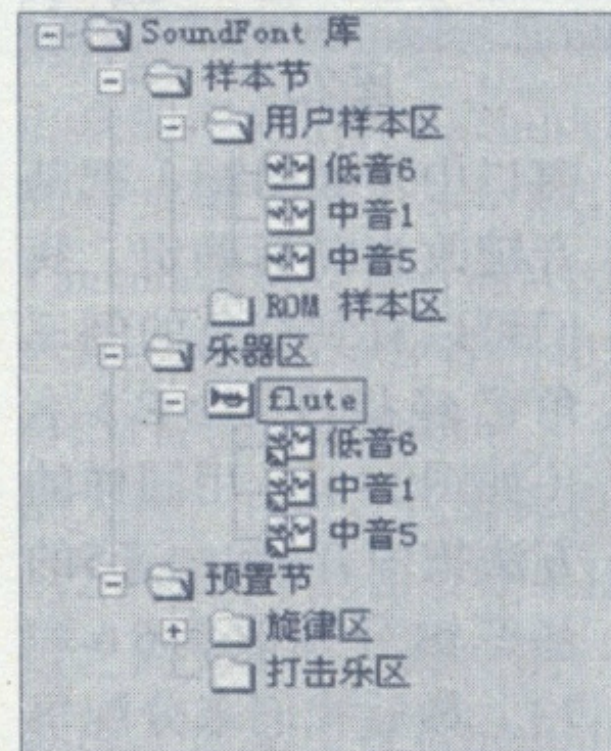 SoundFont 库
样本节
用户样本区
低音6
中音1
中音5
ROM 样本区
乐器区
flute
低音6
中音1
中音5
预置节
旋律区
打击乐区